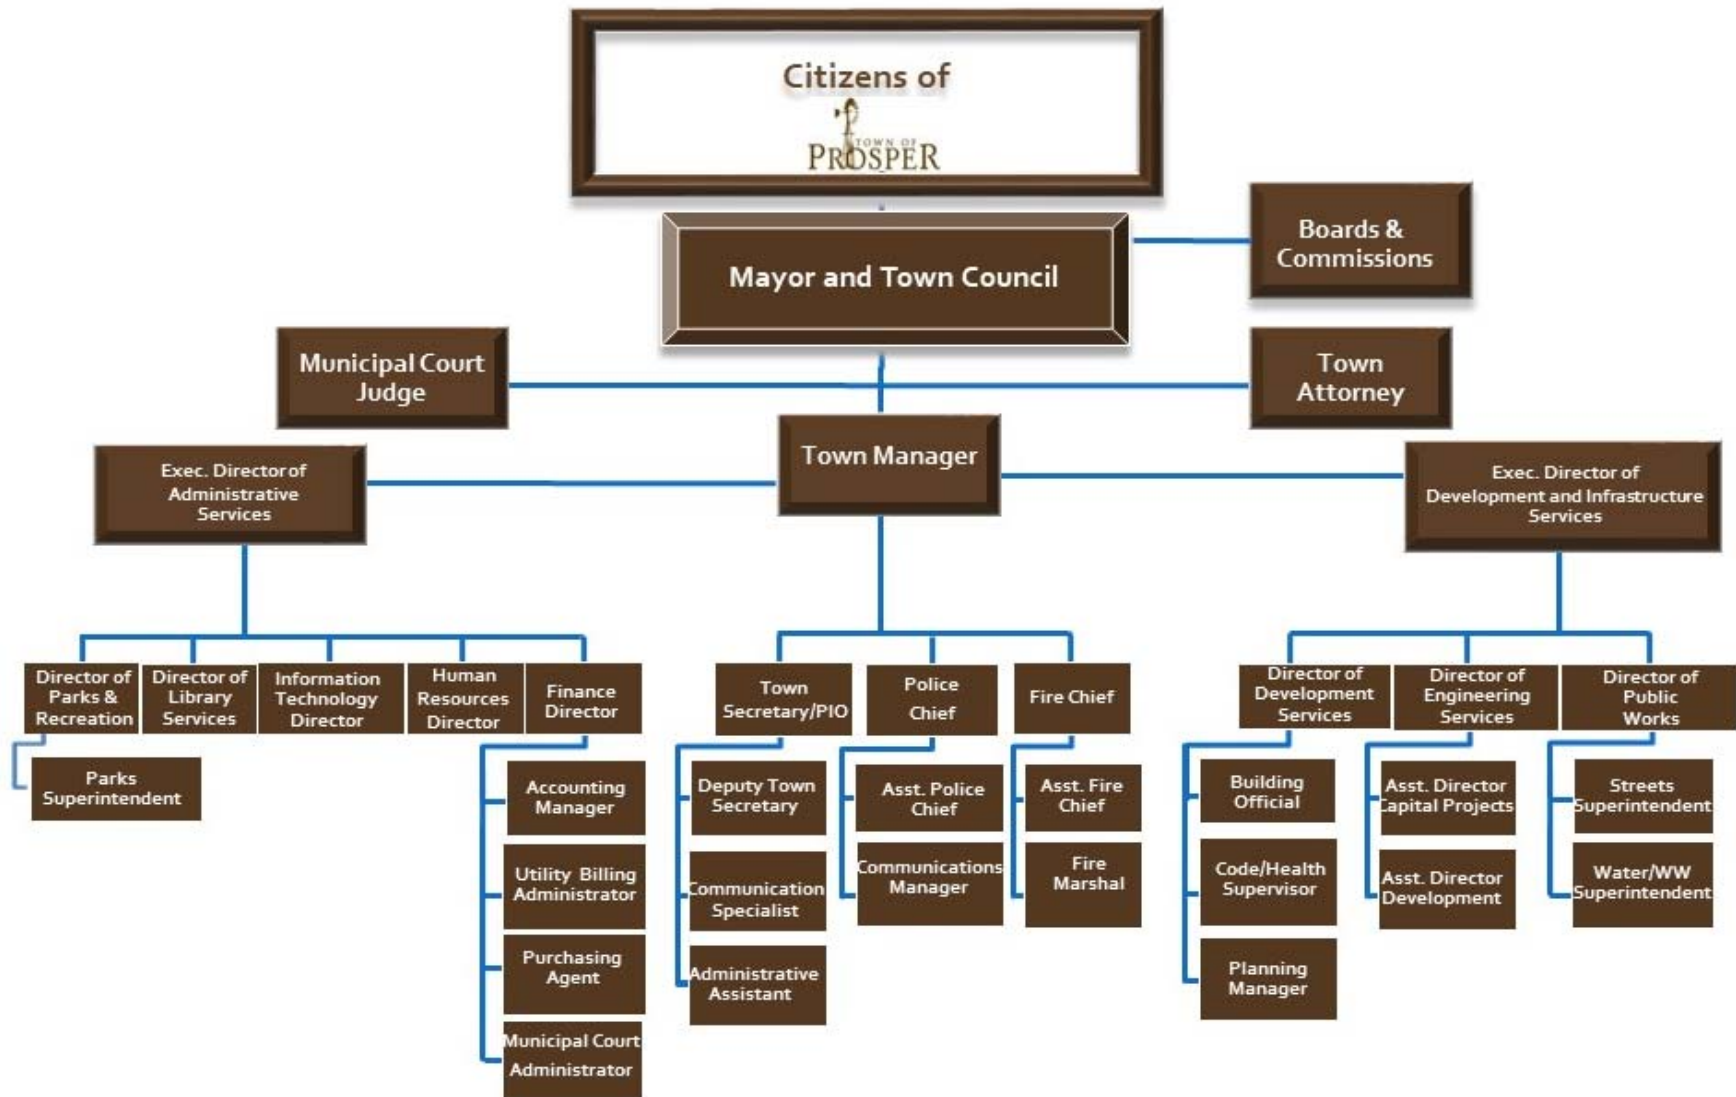 Citizens of
TOWN OF
PROSPER
Mayor and Town Council
Boards &
Commissions
Municipal Court
Judge
Town
Attorney
Town Manager
Exec. Director of
Administrative
Services
Exec. Director of
Development and Infrastructure
Services
Director of
Parks &
Recreation
Director of
Library
Services
Information
Technology
Director
Human
Resources
Director
Finance
Director
Town
Secretary/PIO
Police
Chief
Fire Chief
Director of
Development
Services
Director of
Engineering
Services
Director of
Public
Works
Parks
Superintendent
Accounting
Manager
Utility Billing
Administrator
Purchasing
Agent
Municipal Court
Administrator
Deputy Town
Secretary
Communication
Specialist
Administrative
Assistant
Asst. Police
Chief
Communications
Manager
Asst. Fire
Chief
Fire
Marshal
Building
Official
Code/Health
Supervisor
Planning
Manager
Asst. Director
Capital Projects
Asst. Director
Development
Streets
Superintendent
Water/WW
Superintendent